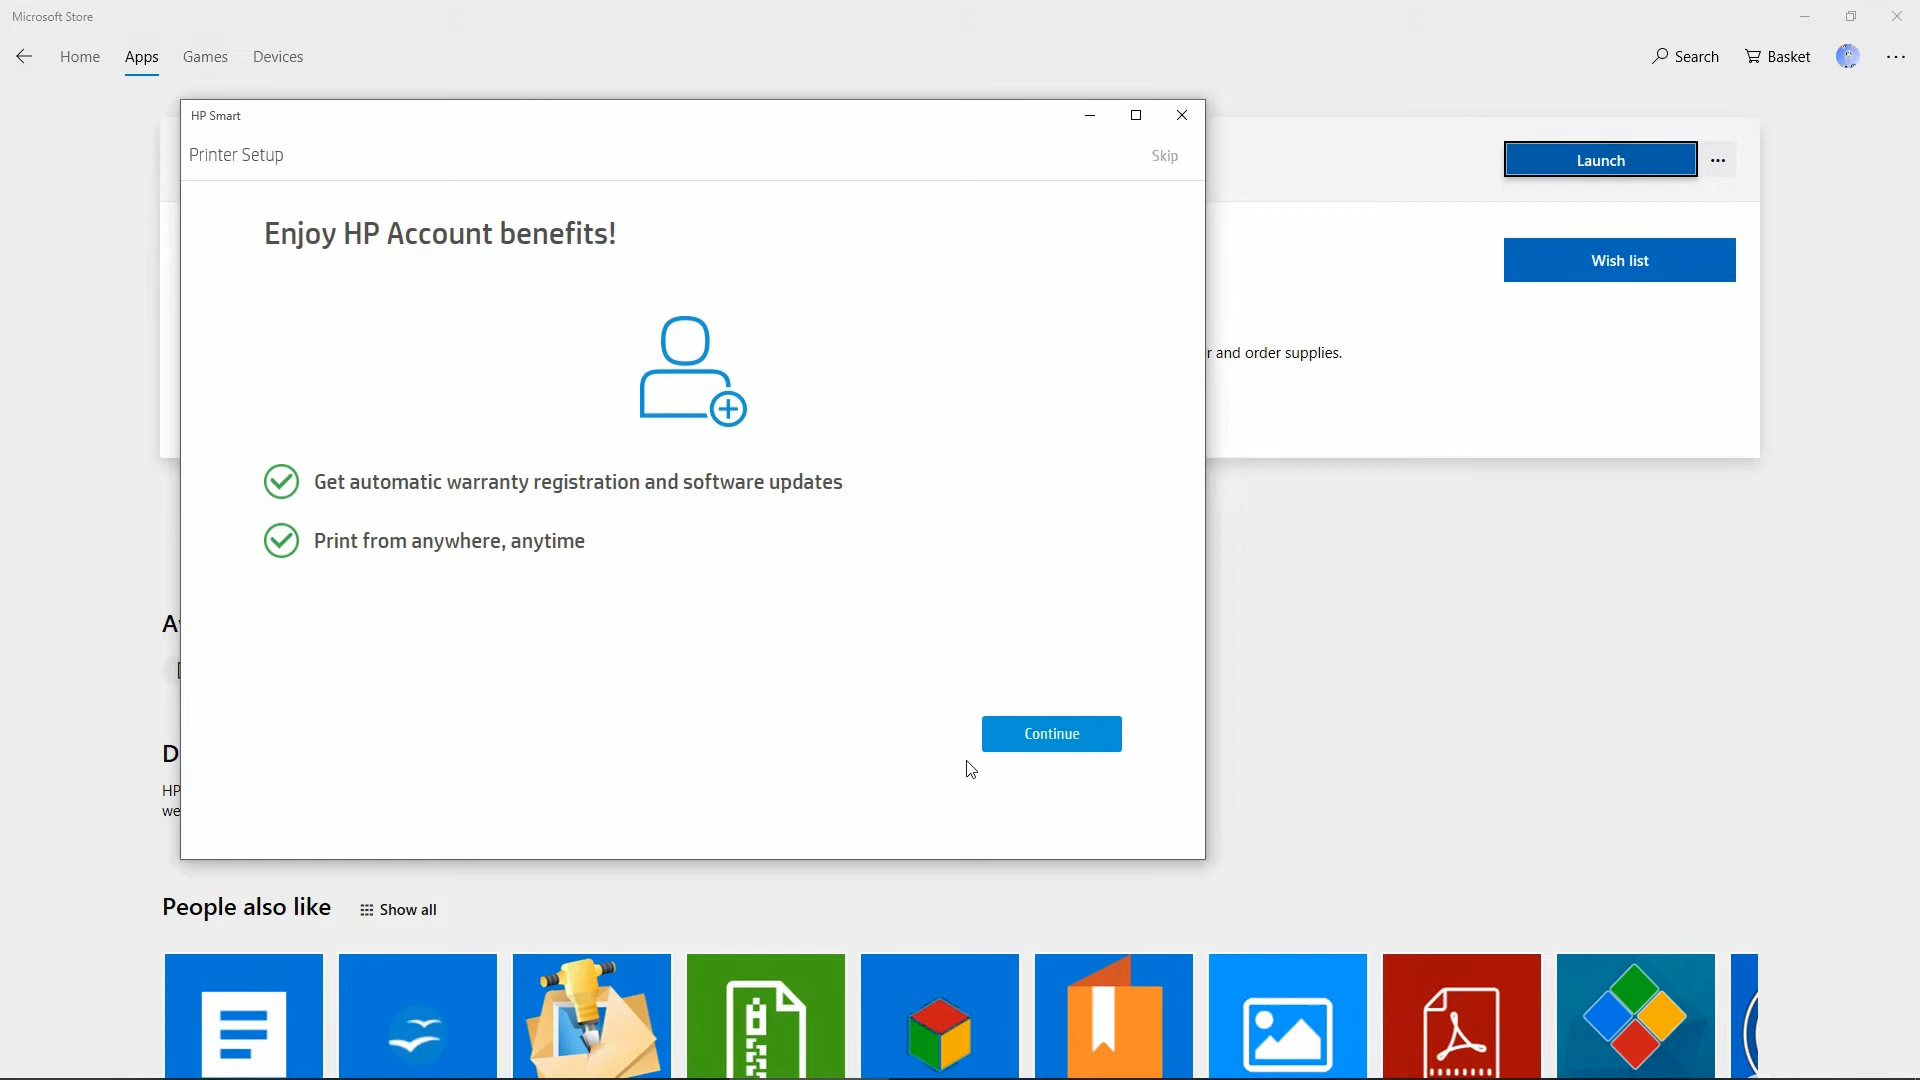 Microsoft Store
Home
Apps
Games
Devices
Search
Basket
HP Smart
Printer Setup
Skip
Launch
Enjoy HP Account benefits!
Wish list
r and order supplies.
Get automatic warranty registration and software updates
Print from anywhere, anytime
A
Continue
D
HP
we
People also like
Show all